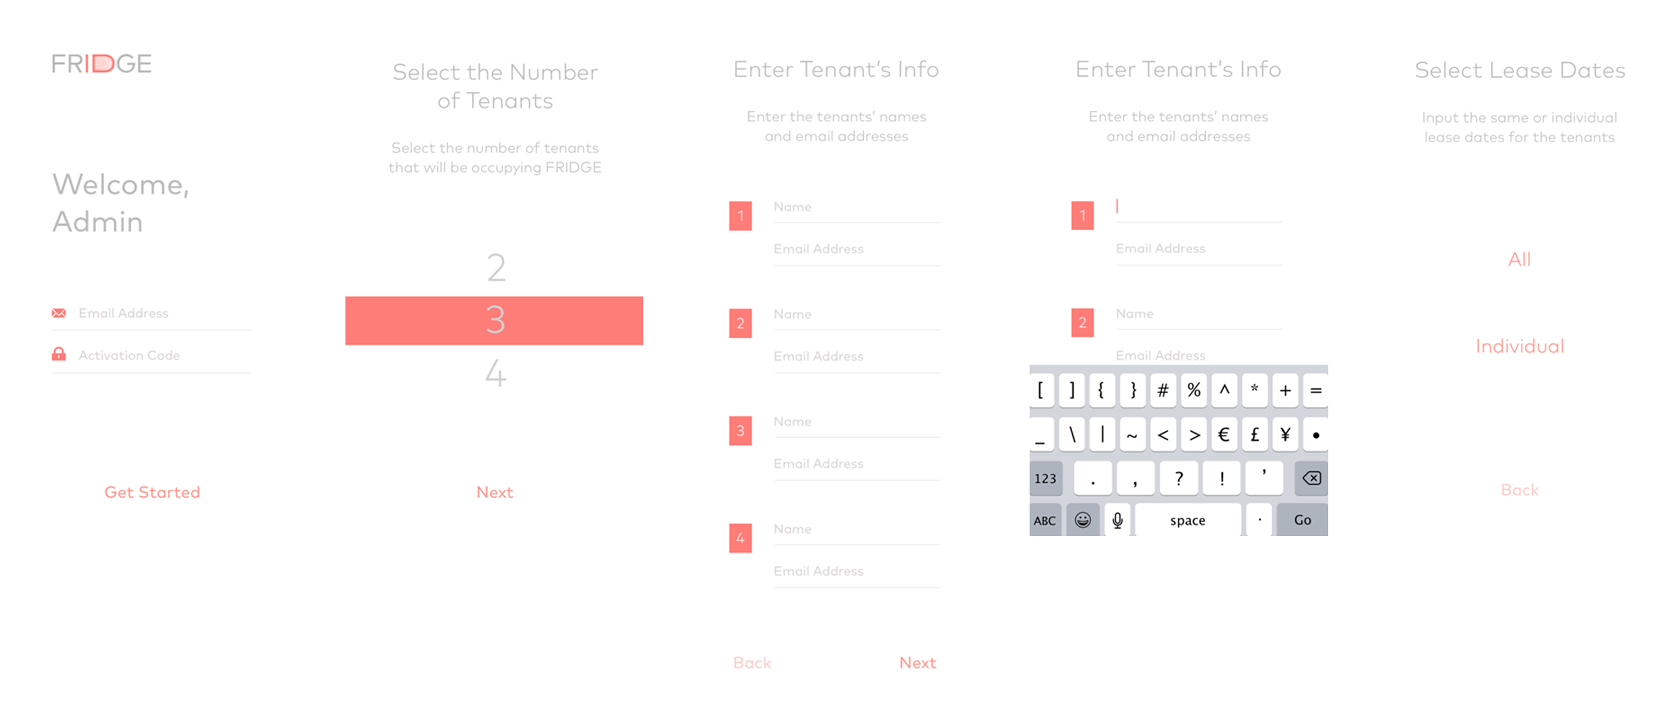 FRIDGE
Welcome,
Admin
Email Address
Activation Code
Get Started
Select the Number
of Tenants
Select the number of tenants
that will be occupying FRIDGE
2
3
4
Next
Enter Tenant's Info
Enter the tenants' names
and email addresses
1
Name
Email Address
2
Name
Email Address
3
Name
Email Address
4
Name
Email Address
Back Next
Enter Tenant's Info
Enter the tenants' names
and email addresses
1
Email Address
2
Name
Email Address
[ ] { } # % ^ * + =
_ \ | ~ < > € £ ¥ •
123 . , ? ! '
ABC space . Go
Select Lease Dates
Input the same or individual
lease dates for the tenants
All
Individual
Back